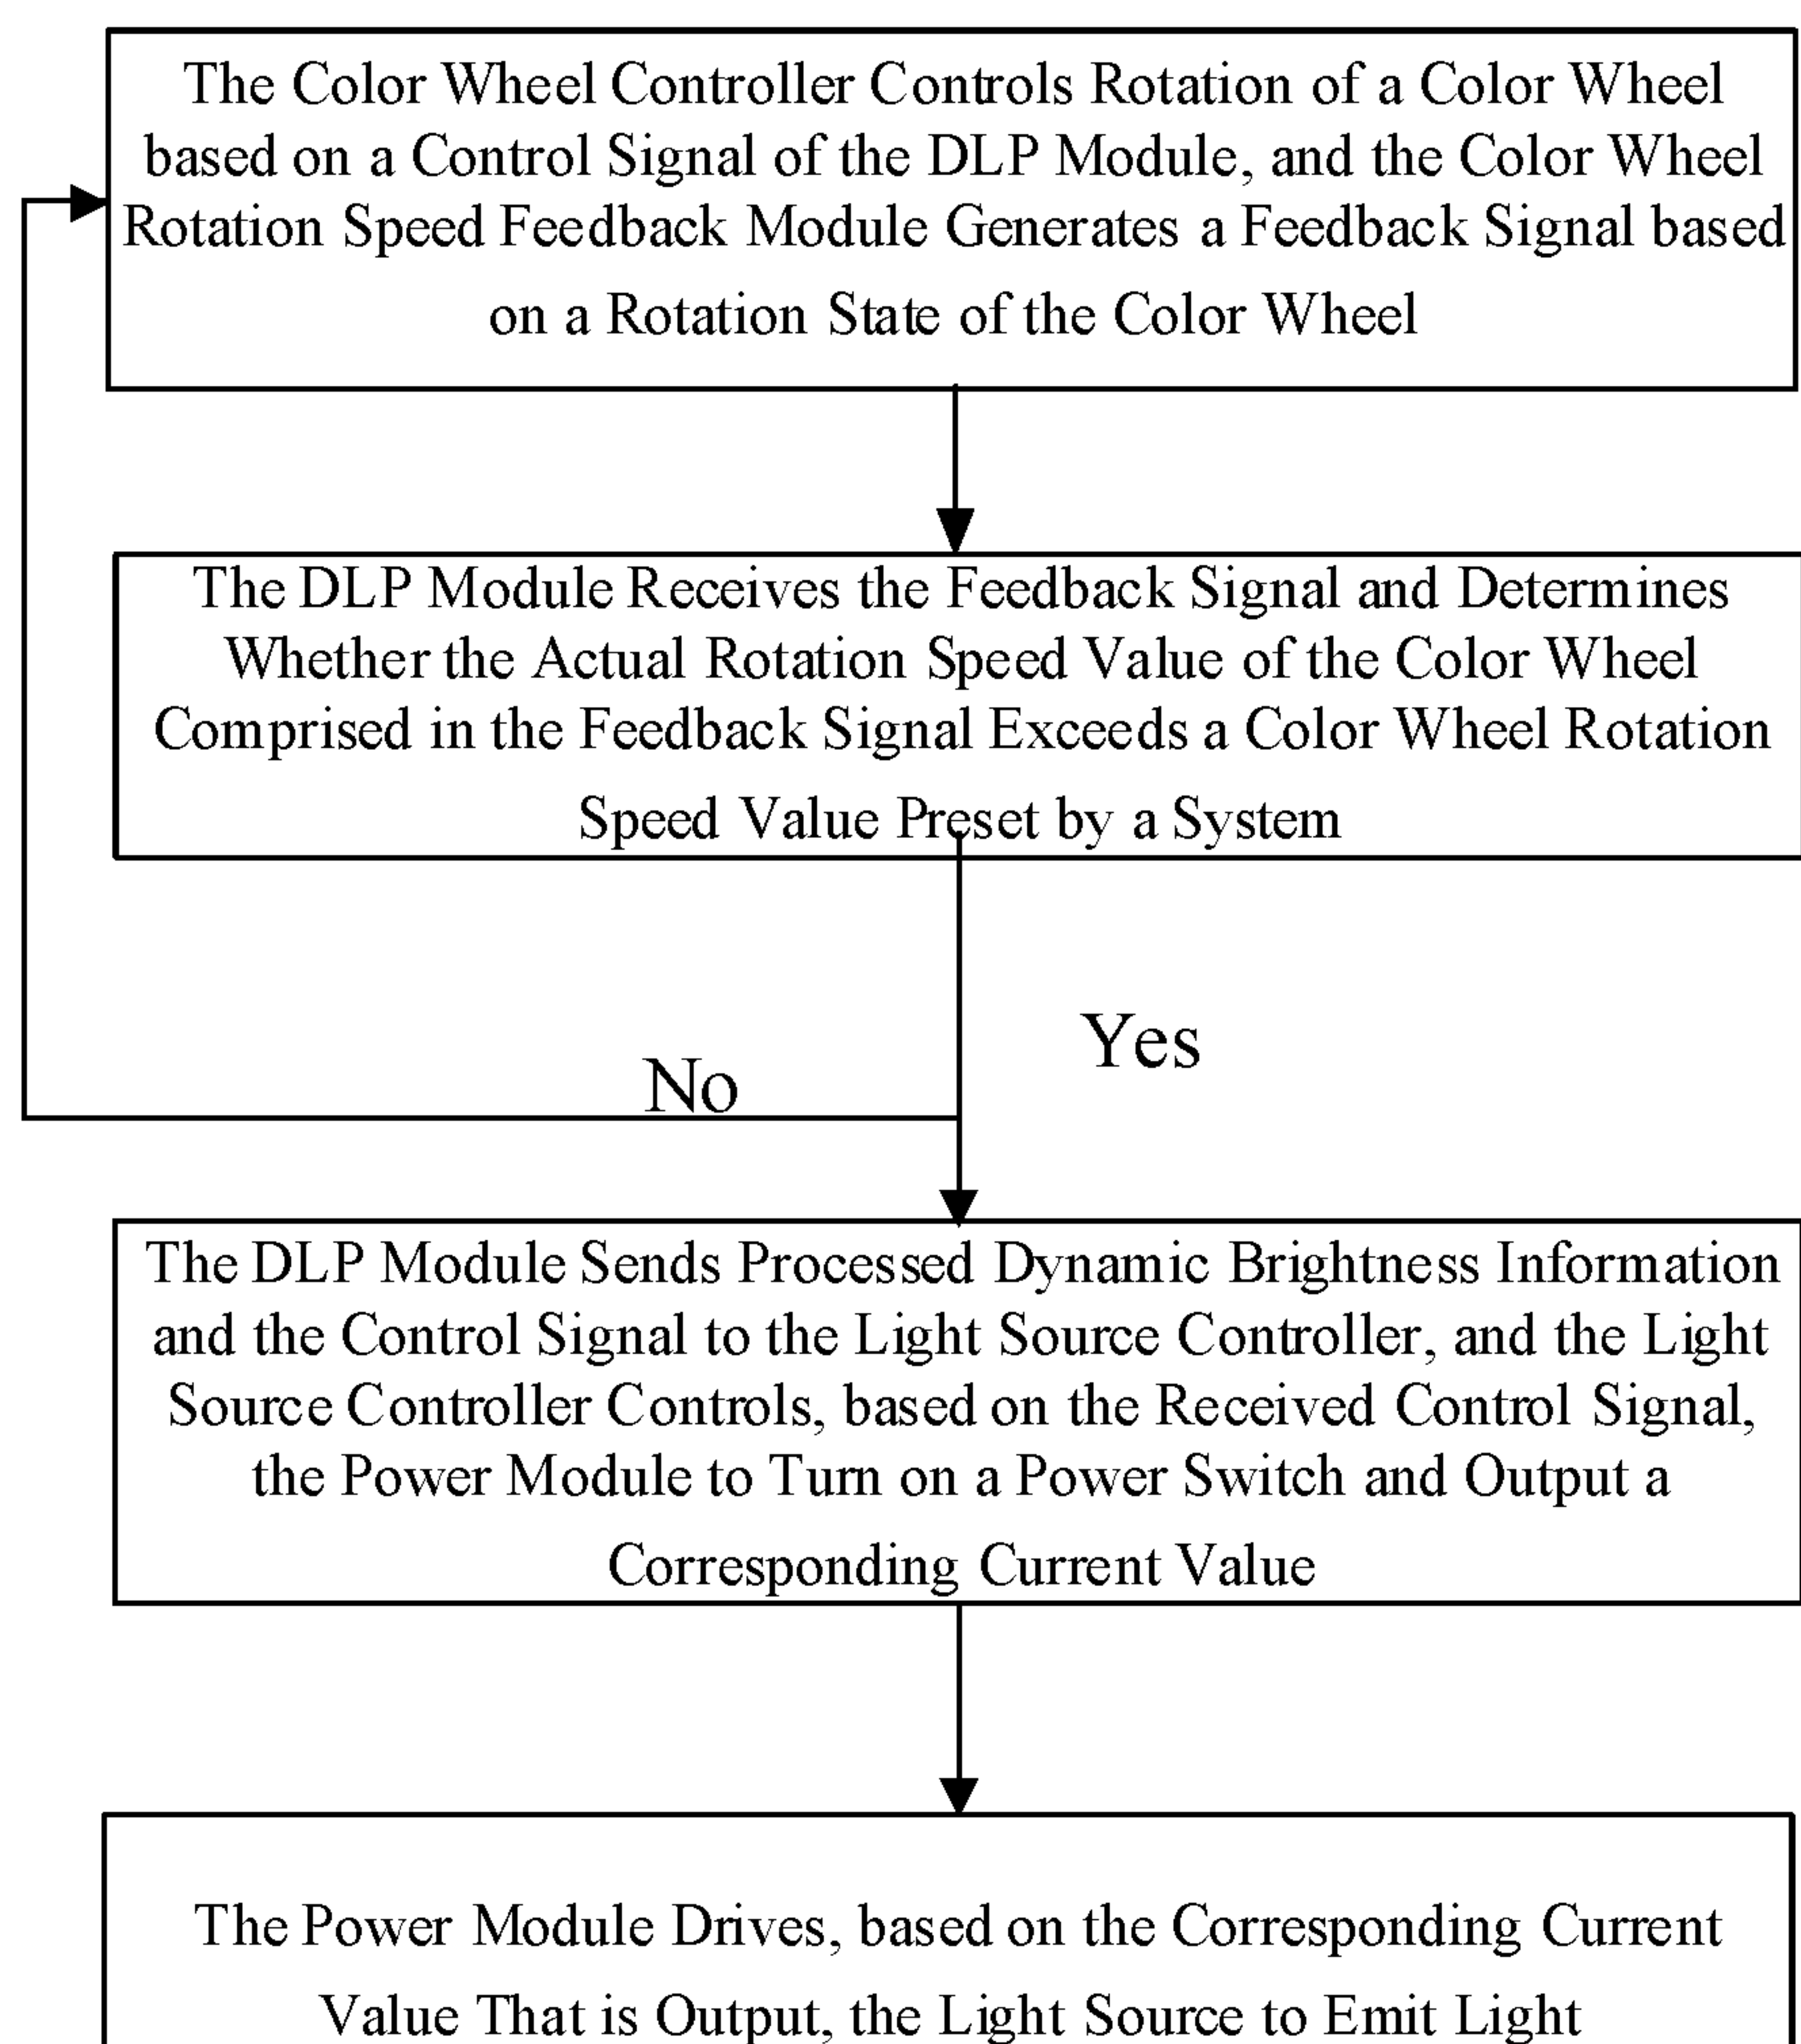 The Color Wheel Controller Controls Rotation of a Color Wheel
based on a Control Signal of the DLP Module, and the Color Wheel
Rotation Speed Feedback Module Generates a Feedback Signal based
on a Rotation State of the Color Wheel
The DLP Module Receives the Feedback Signal and Determines
Whether the Actual Rotation Speed Value of the Color Wheel
Comprised in the Feedback Signal Exceeds a Color Wheel Rotation
Speed Value Preset by a System
Yes
No
The DLP Module Sends Processed Dynamic Brightness Information
and the Control Signal to the Light Source Controller, and the Light
Source Controller Controls, based on the Received Control Signal,
the Power Module to Turn on a Power Switch and Output a
Corresponding Current Value
The Power Module Drives, based on the Corresponding Current
Value That is Output, the Light Source to Emit Light